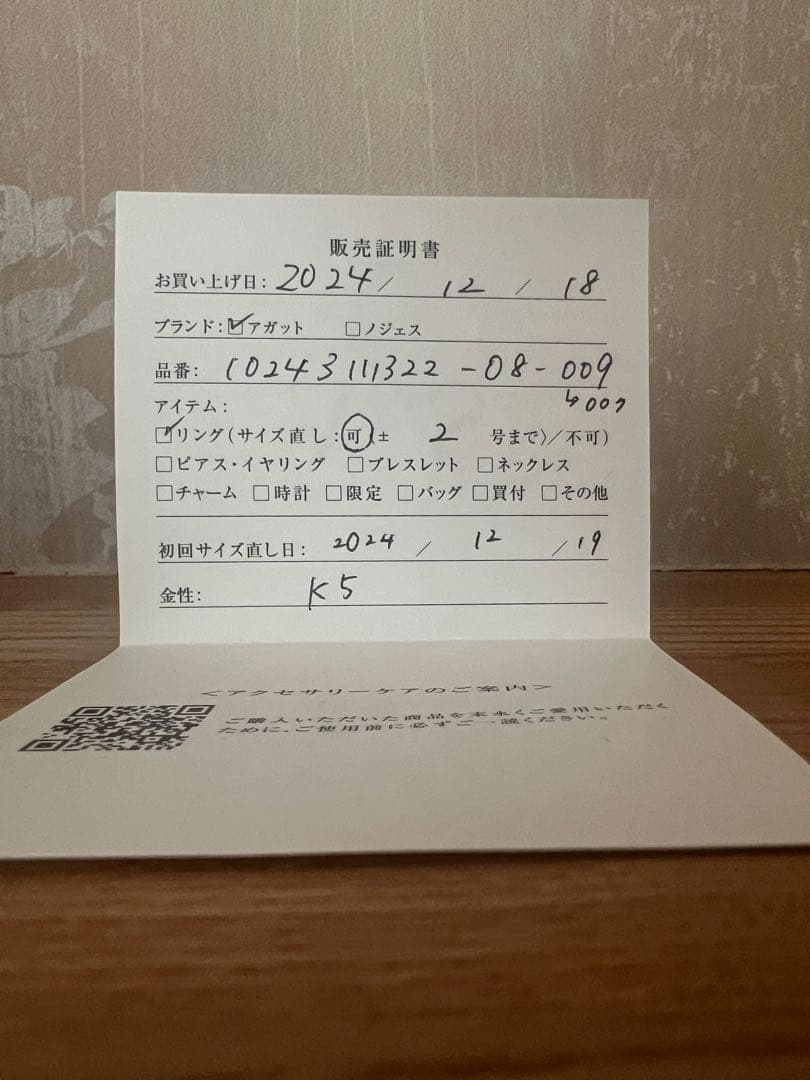 販売証明書
お買い上げ日: 2024 / 12 / 18
ブランド: ☑アガット □ノジェス
品番: 10243111322-08-009
↳007
アイテム:
☑リング(サイズ直し:可(± 2 号まで)/不可)
□ピアス・イヤリング □ブレスレット □ネックレス
□チャーム □時計 □限定 □バッグ □買付 □その他
初回サイズ直し日: 2024 / 12 / 19
金性: K5
<アクセサリーケアのご案内>
ご購入いただいた商品を末永くご愛用いただく
ために、ご使用前に必ずご一読ください。